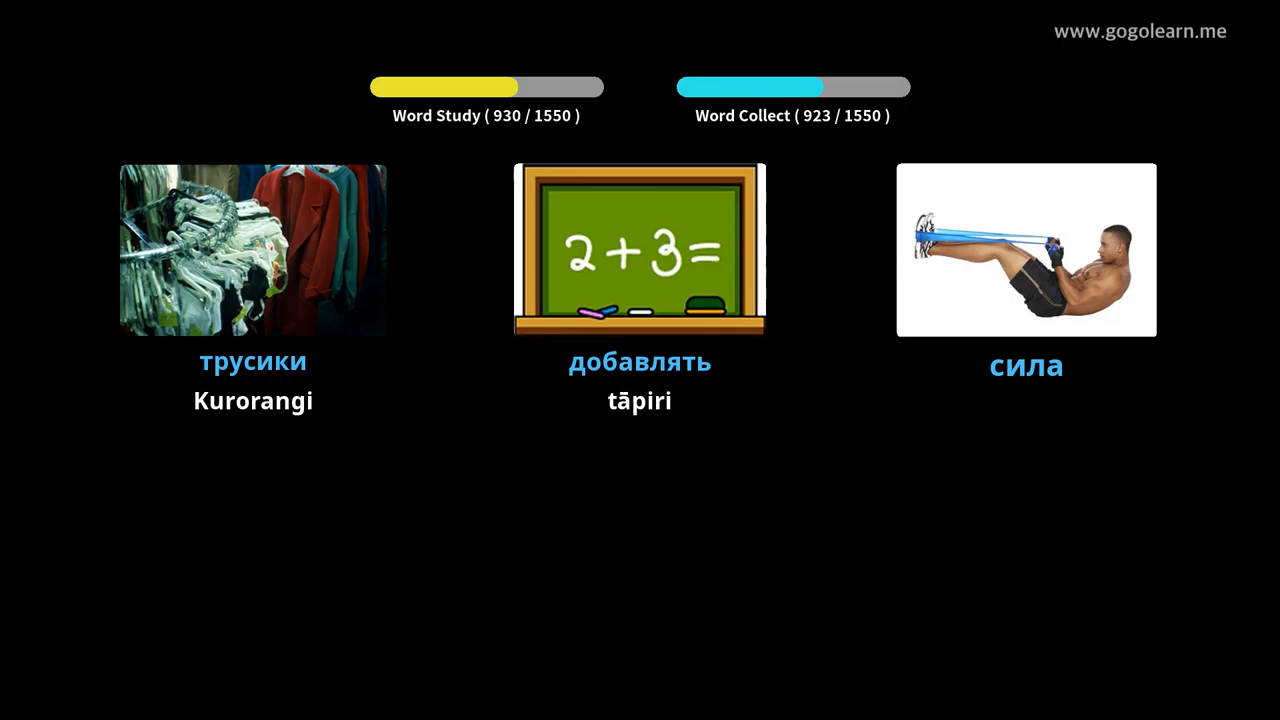 www.gogolearn.me
Word Study ( 930 / 1550 )
Word Collect ( 923 / 1550 )
2+3=
трусики
добавлять
сила
Kurorangi
tāpiri